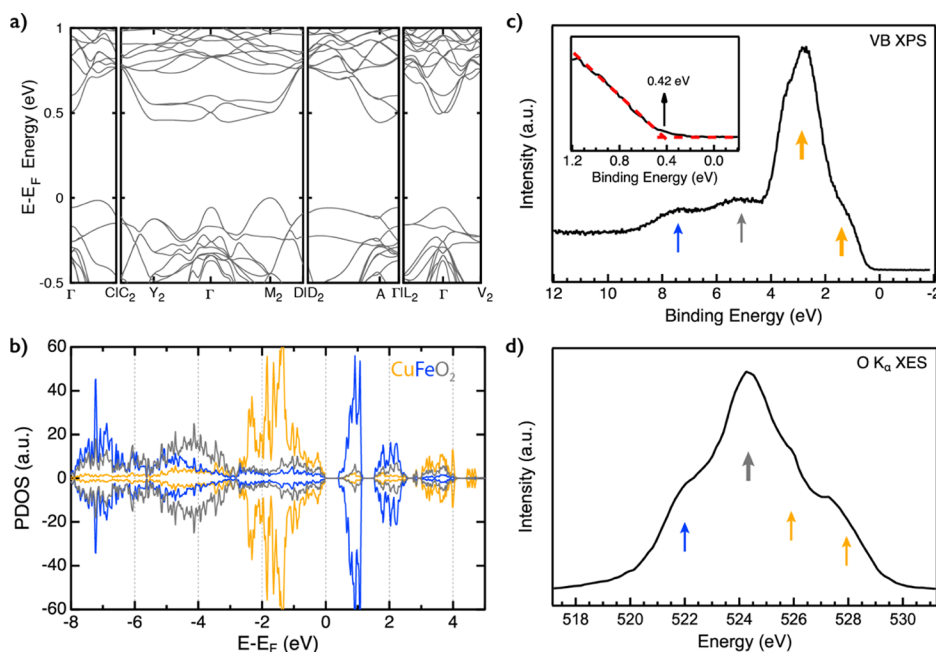 a)
1
0.5
0
-0.5
E-E_F Energy (eV)
Γ C|C₂ Y₂ Γ M₂ D|D₂ A Γ|L₂ Γ V₂
b)
60
40
20
0
-20
-40
-60
PDOS (a.u.)
CuFeO₂
-8 -6 -4 -2 0 2 4
E-E_F (eV)
c)
VB XPS
Intensity (a.u.)
0.42 eV
1.2 0.8 0.4 0.0
Binding Energy (eV)
12 10 8 6 4 2 0 -2
Binding Energy (eV)
d)
O Kα XES
Intensity (a.u.)
518 520 522 524 526 528 530
Energy (eV)